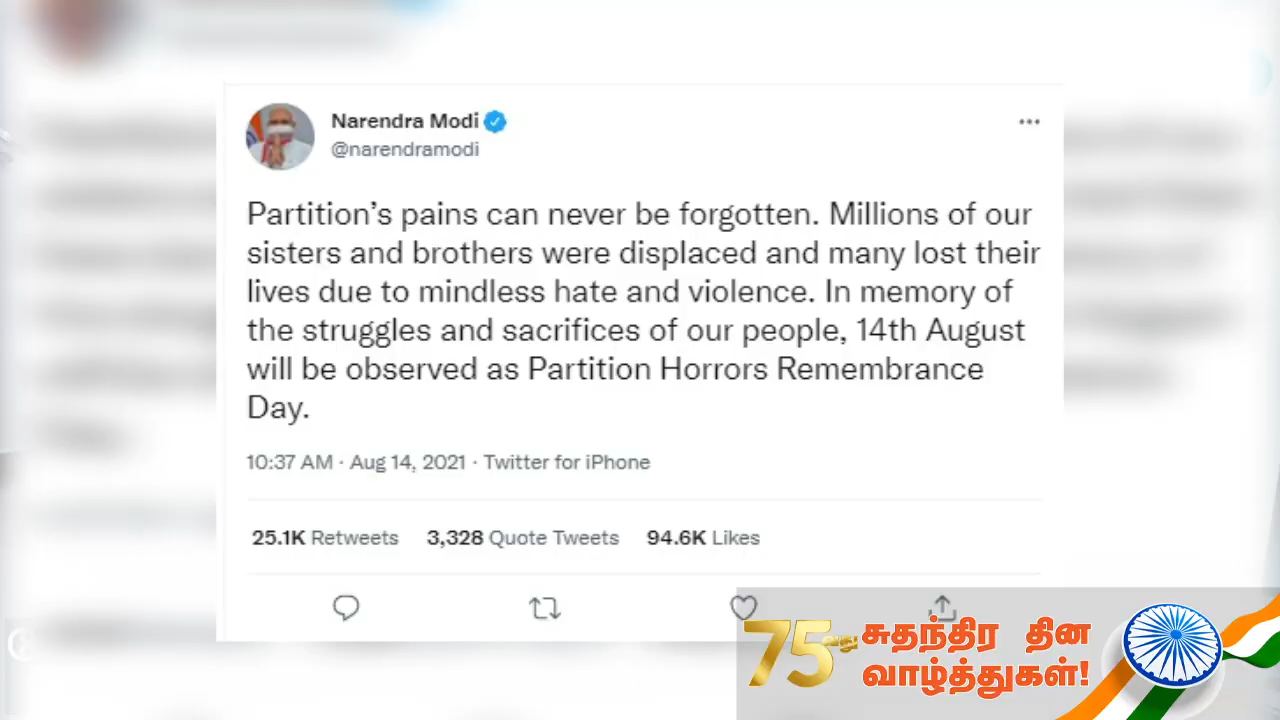 Narendra Modi
@narendramodi
Partition’s pains can never be forgotten. Millions of our
sisters and brothers were displaced and many lost their
lives due to mindless hate and violence. In memory of
the struggles and sacrifices of our people, 14th August
will be observed as Partition Horrors Remembrance
Day.
10:37 AM · Aug 14, 2021 · Twitter for iPhone
25.1K Retweets 3,328 Quote Tweets 94.6K Likes
75வது சுதந்திர தின
வாழ்த்துகள்!